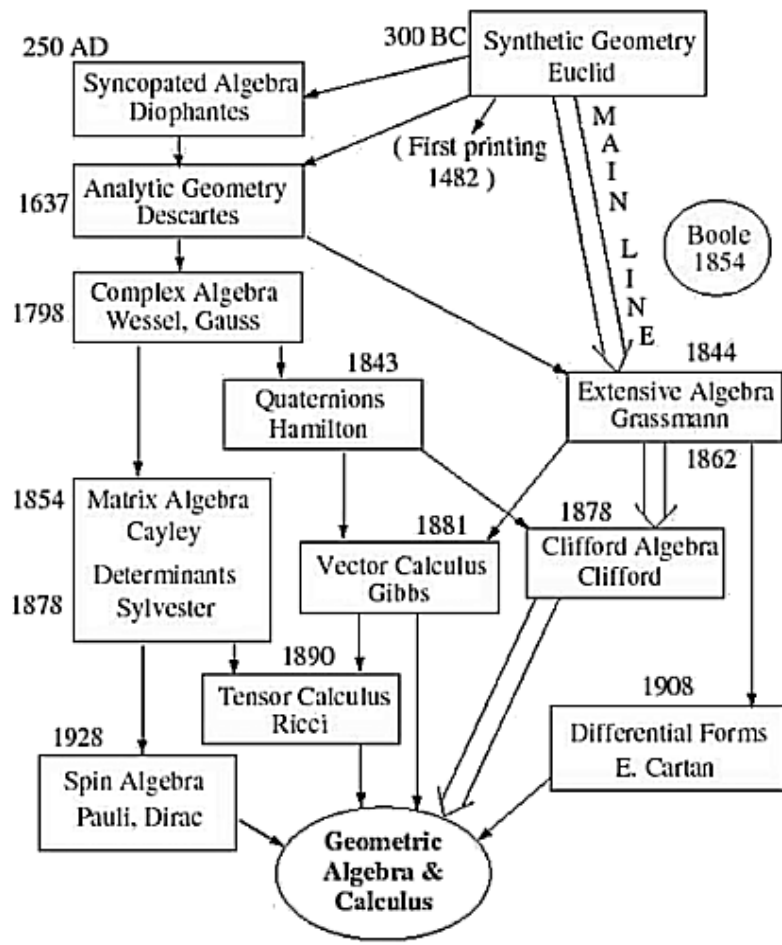 300 BC
Synthetic Geometry
Euclid
250 AD
Syncopated Algebra
Diophantes
( First printing
1482 )
MAIN LINE
1637
Analytic Geometry
Descartes
Boole
1854
1798
Complex Algebra
Wessel, Gauss
1843
Quaternions
Hamilton
1844
Extensive Algebra
Grassmann
1862
1854
Matrix Algebra
Cayley
Determinants
1878
Sylvester
1881
Vector Calculus
Gibbs
1878
Clifford Algebra
Clifford
1890
Tensor Calculus
Ricci
1908
Differential Forms
E. Cartan
1928
Spin Algebra
Pauli, Dirac
Geometric
Algebra &
Calculus